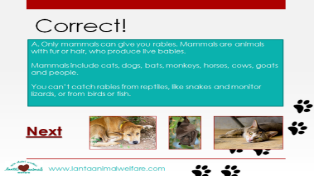 Correct!
A. Only mammals can give you rabies. Mammals are animals
with fur or hair, who produce live babies.
Mammals include cats, dogs, bats, monkeys, horses, cows, goats
and people.
You can't catch rabies from reptiles, like snakes and monitor
lizards, or from birds or fish.
Next
www.lantaanimalwelfare.com